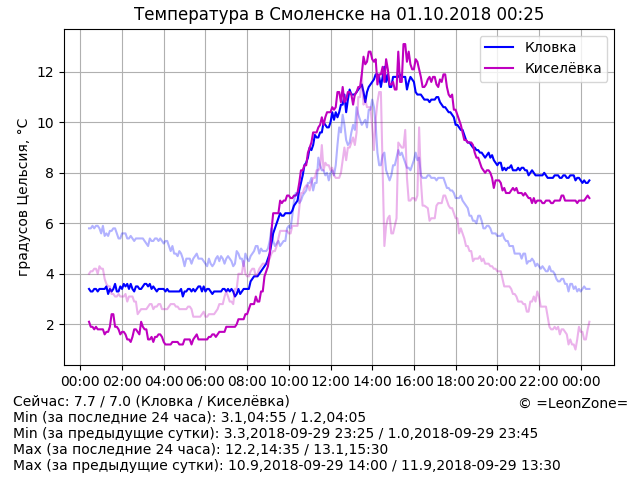 Температура в Смоленске на 01.10.2018 00:25
Кловка
Киселёвка
градусов Цельсия, °C
12
10
8
6
4
2
00:00 02:00 04:00 06:00 08:00 10:00 12:00 14:00 16:00 18:00 20:00 22:00 00:00
Сейчас: 7.7 / 7.0 (Кловка / Киселёвка)
© =LeonZone=
Min (за последние 24 часа): 3.1,04:55 / 1.2,04:05
Min (за предыдущие сутки): 3.3,2018-09-29 23:25 / 1.0,2018-09-29 23:45
Max (за последние 24 часа): 12.2,14:35 / 13.1,15:30
Max (за предыдущие сутки): 10.9,2018-09-29 14:00 / 11.9,2018-09-29 13:30